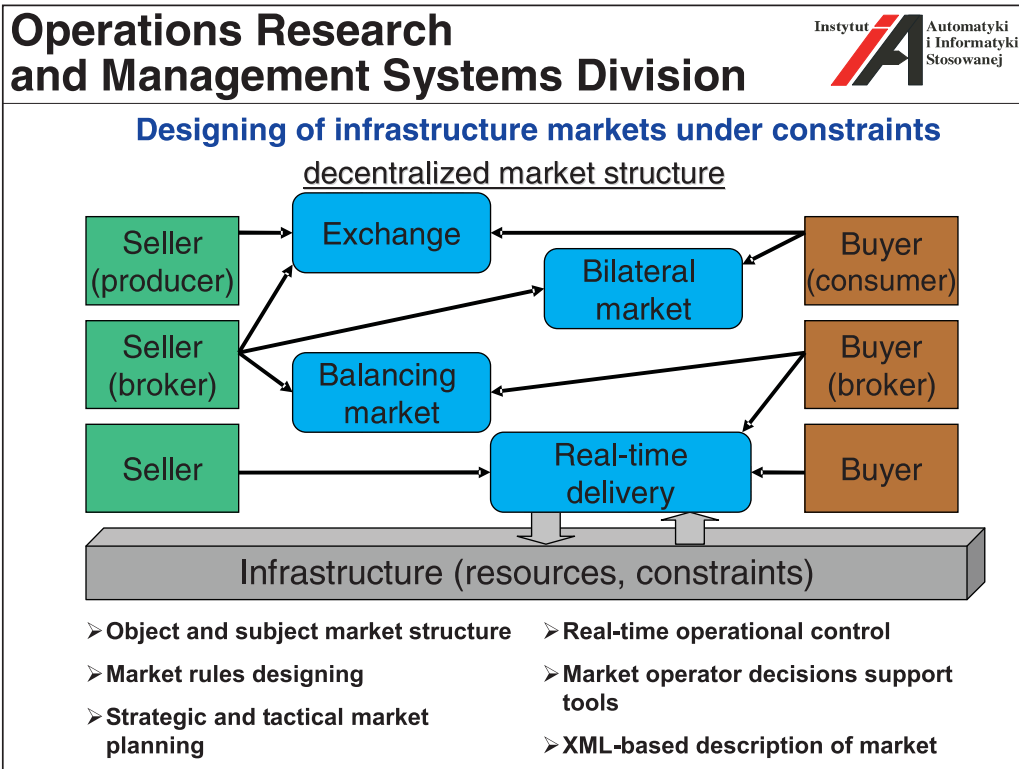 Operations Research
and Management Systems Division
Instytut Automatyki
i Informatyki
Stosowanej
Designing of infrastructure markets under constraints
decentralized market structure
Seller
(producer)
Exchange
Buyer
(consumer)
Bilateral
market
Seller
(broker)
Balancing
market
Buyer
(broker)
Seller
Real-time
delivery
Buyer
Infrastructure (resources, constraints)
➢Object and subject market structure
➢Market rules designing
➢Strategic and tactical market
planning
➢Real-time operational control
➢Market operator decisions support
tools
➢XML-based description of market